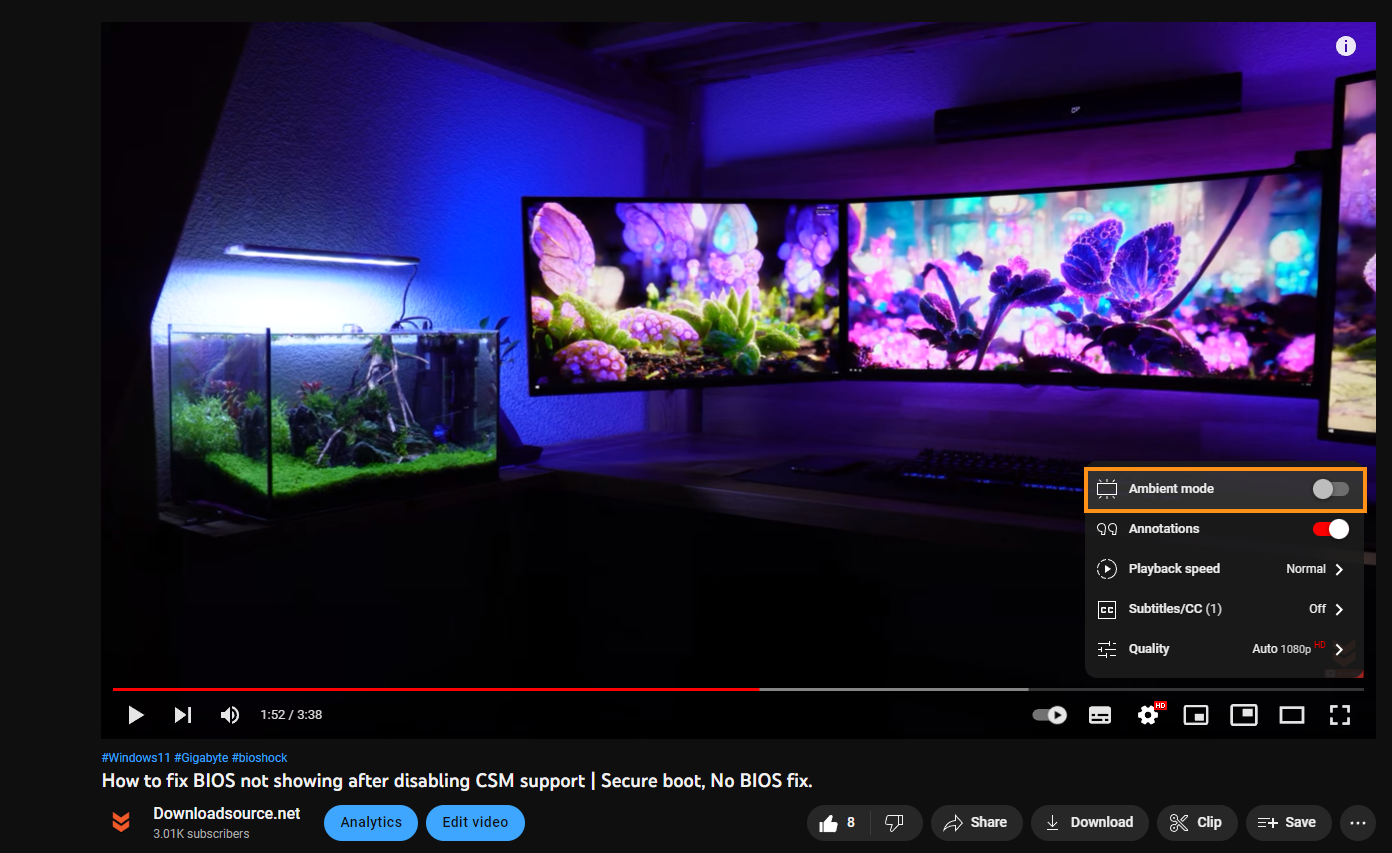 Ambient mode
Annotations
Playback speed Normal
Subtitles/CC (1) Off
Quality Auto 1080p HD
1:52 / 3:38
HD
#Windows11 #Gigabyte #bioshock
How to fix BIOS not showing after disabling CSM support | Secure boot, No BIOS fix.
Downloadsource.net
3.01K subscribers
Analytics
Edit video
8
Share
Download
Clip
Save